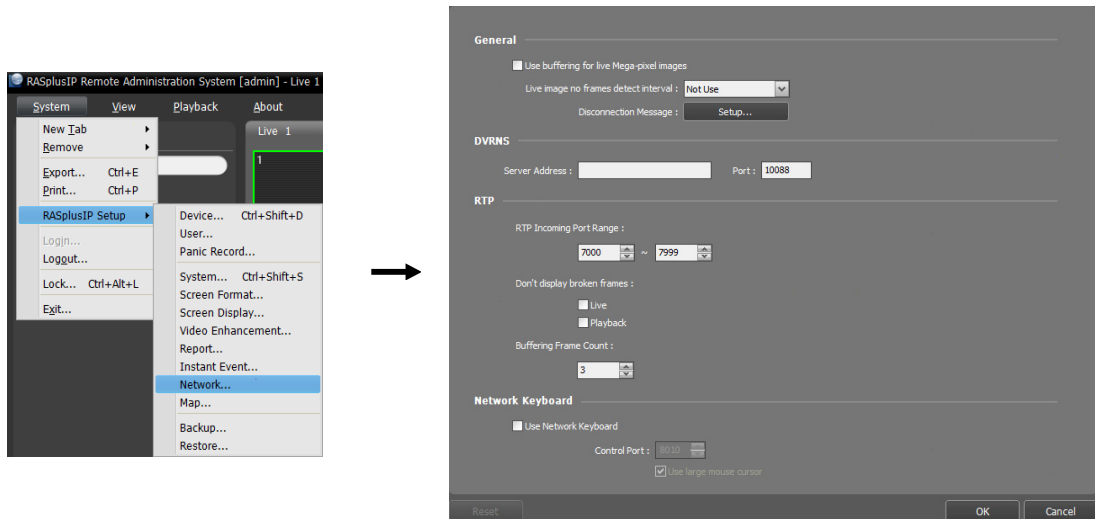 RASplusIP Remote Administration System [admin] - Live 1
System View Playback About
New Tab
Remove
Export... Ctrl+E
Print... Ctrl+P
RASplusIP Setup
Login...
Logout...
Lock... Ctrl+Alt+L
Exit...
Live 1
1
Device... Ctrl+Shift+D
User...
Panic Record...
System... Ctrl+Shift+S
Screen Format...
Screen Display...
Video Enhancement...
Report...
Instant Event...
Network...
Map...
Backup...
Restore...
General
Use buffering for live Mega-pixel images
Live image no frames detect interval : Not Use
Disconnection Message : Setup...
DVRNS
Server Address : Port : 10088
RTP
RTP Incoming Port Range :
7000 ~ 7999
Don't display broken frames :
Live
Playback
Buffering Frame Count :
3
Network Keyboard
Use Network Keyboard
Control Port : 8010
Use large mouse cursor
Reset OK Cancel